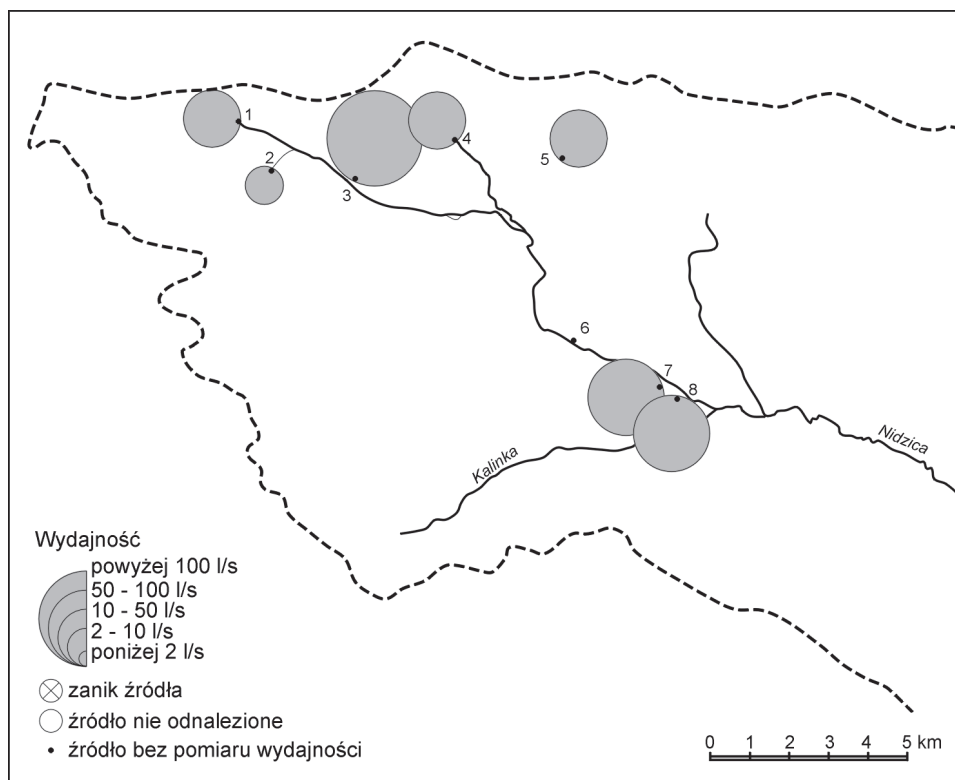 1
2
3
4
5
6
7
8
Nidzica
Kalinka
Wydajność
powyżej 100 l/s
50 - 100 l/s
10 - 50 l/s
2 - 10 l/s
poniżej 2 l/s
zanik źródła
źródło nie odnalezione
źródło bez pomiaru wydajności
0 1 2 3 4 5 km